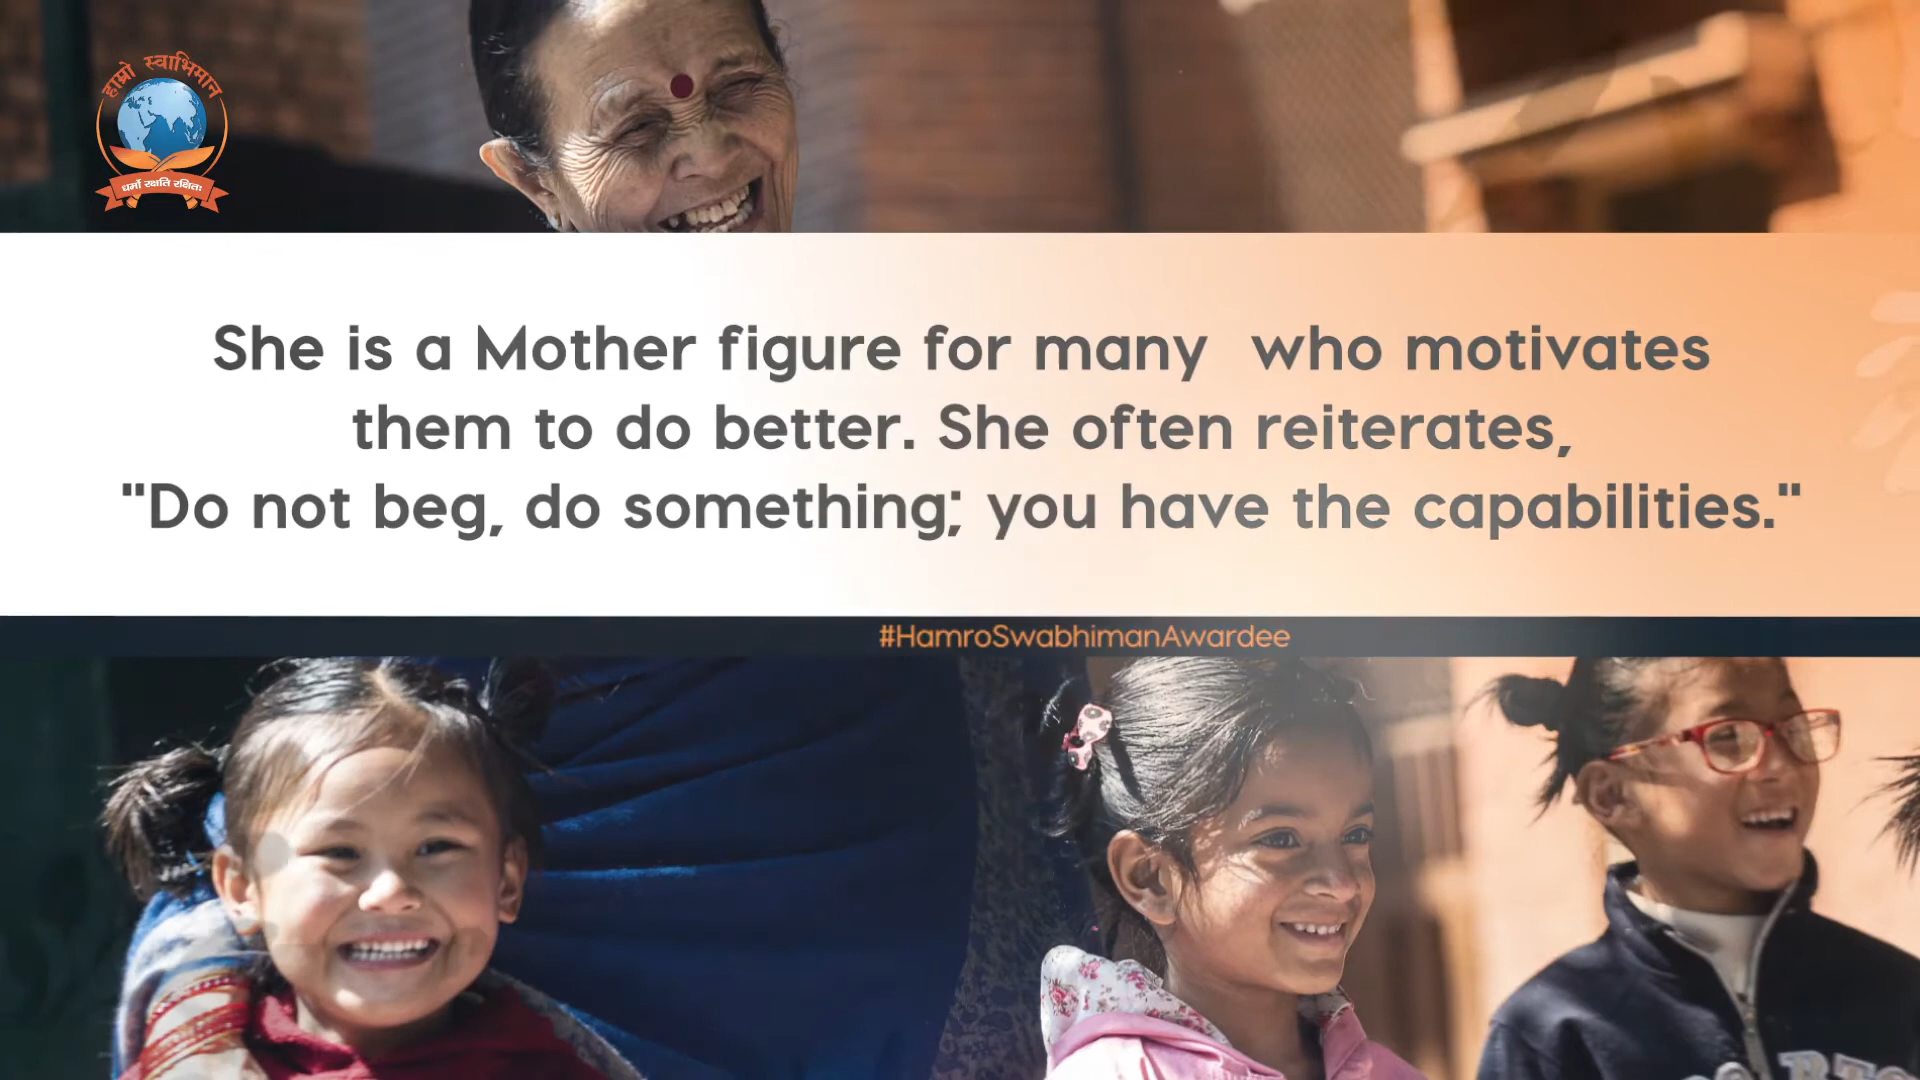 हाम्रो स्वाभिमान
धर्मो रक्षति रक्षितः
She is a Mother figure for many who motivates
them to do better. She often reiterates,
"Do not beg, do something; you have the capabilities."
#HamroSwabhimanAwardee